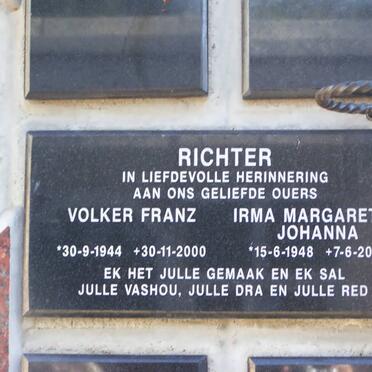 RICHTER
IN LIEFDEVOLLE HERINNERING
AAN ONS GELIEFDE OUERS
VOLKER FRANZ IRMA MARGARET
JOHANNA
*30-9-1944 +30-11-2000 *15-6-1948 +7-6-20
EK HET JULLE GEMAAK EN EK SAL
JULLE VASHOU, JULLE DRA EN JULLE RED